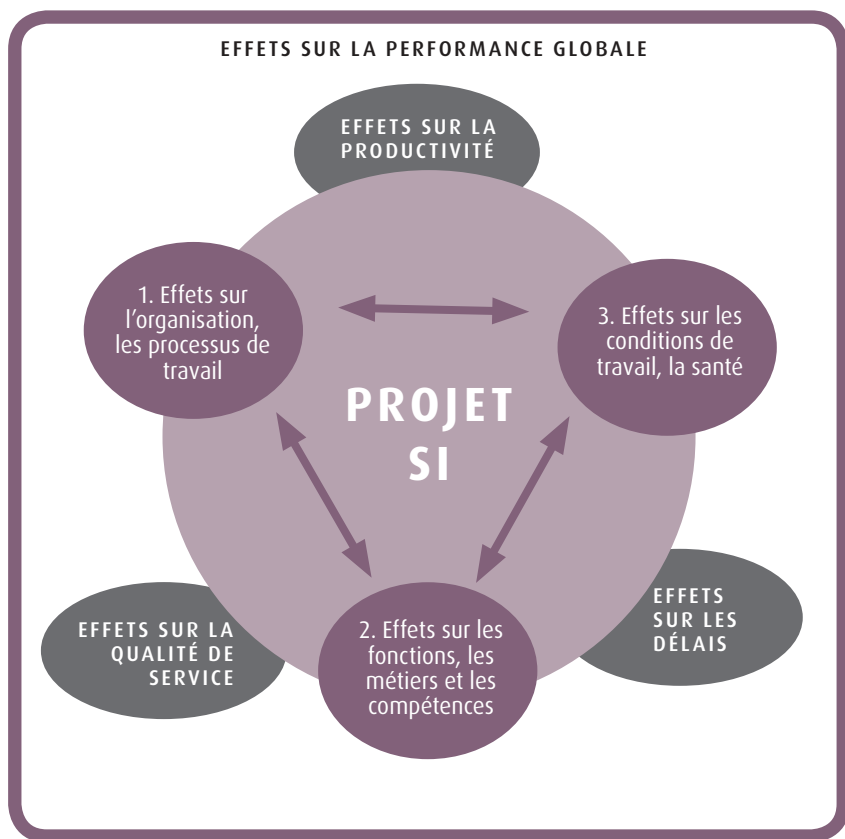 EFFETS SUR LA PERFORMANCE GLOBALE
EFFETS SUR LA
PRODUCTIVITÉ
1. Effets sur
l’organisation,
les processus de
travail
3. Effets sur les
conditions de
travail, la santé
PROJET
SI
EFFETS SUR LA
QUALITÉ DE
SERVICE
2. Effets sur les
fonctions, les
métiers et les
compétences
EFFETS
SUR LES
DÉLAIS